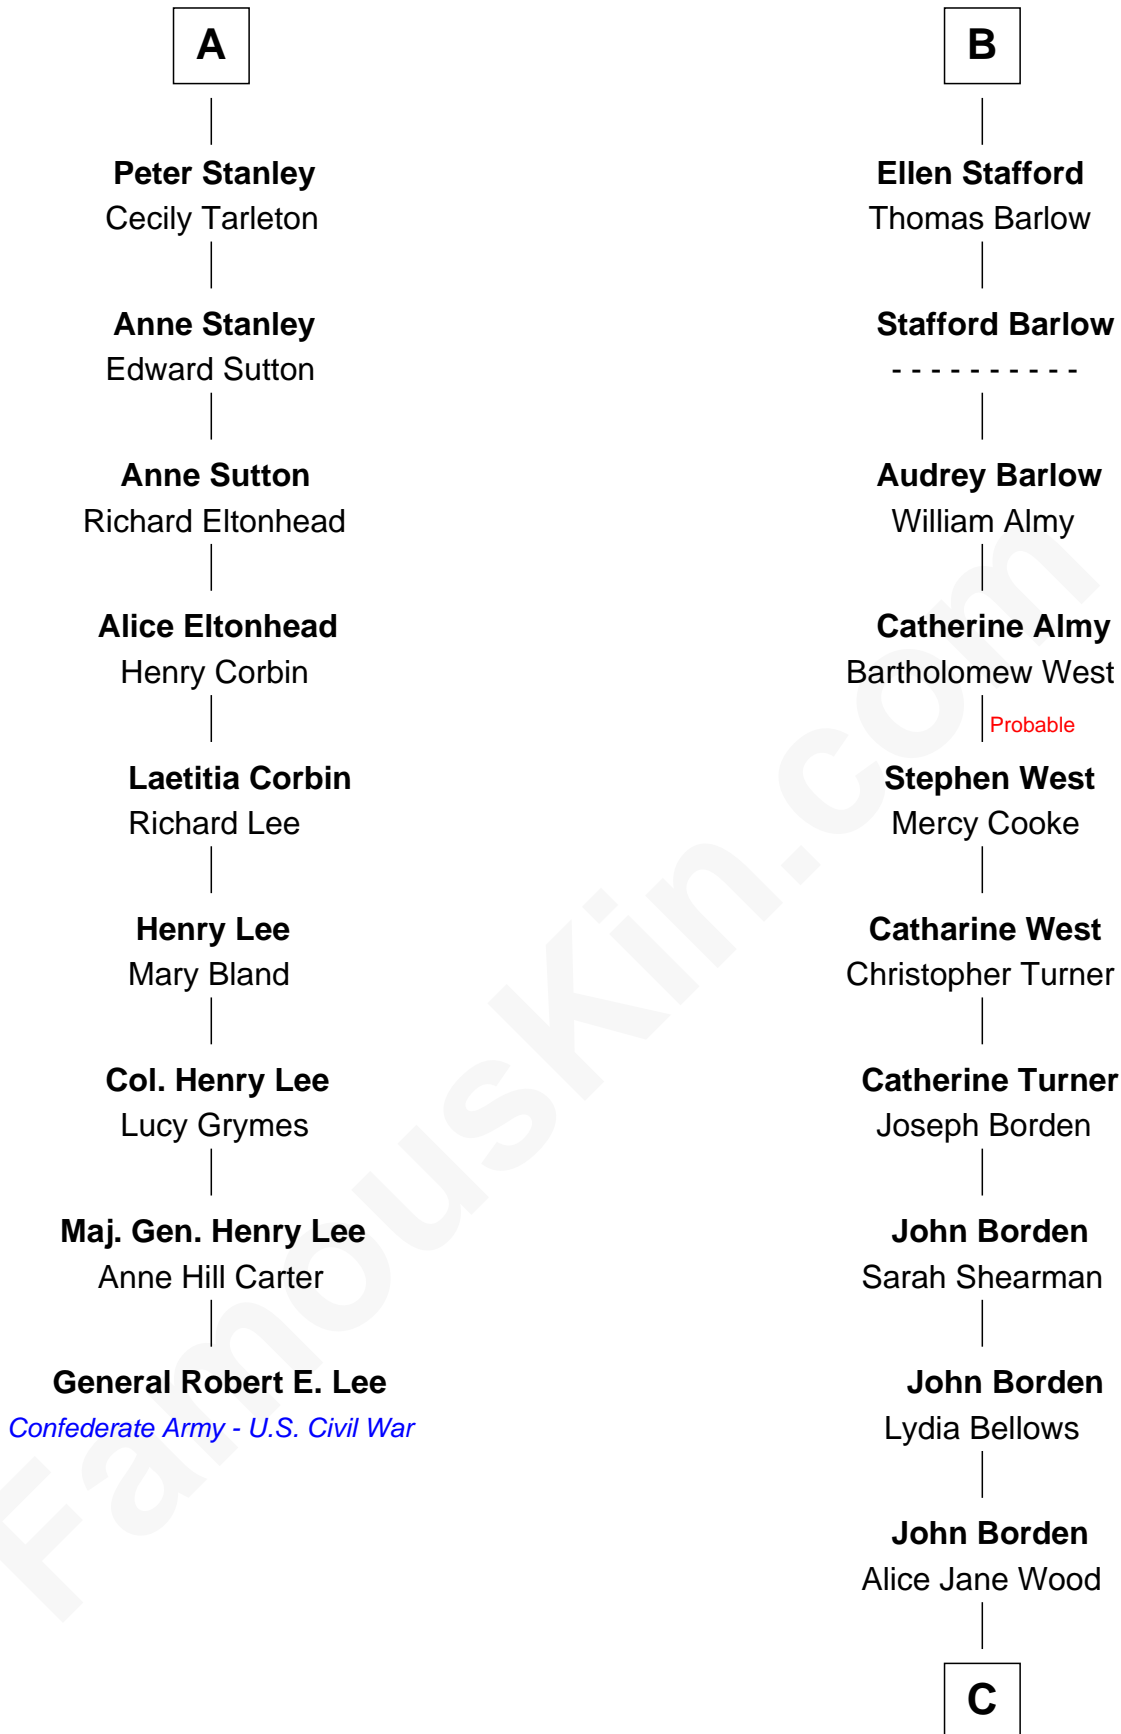 A
Peter Stanley
Cecily Tarleton
Anne Stanley
Edward Sutton
Anne Sutton
Richard Eltonhead
Alice Eltonhead
Henry Corbin
Laetitia Corbin
Richard Lee
Henry Lee
Mary Bland
Col. Henry Lee
Lucy Grymes
Maj. Gen. Henry Lee
Anne Hill Carter
General Robert E. Lee
Confederate Army - U.S. Civil War
B
Ellen Stafford
Thomas Barlow
Stafford Barlow
- - - - - - - - - -
Audrey Barlow
William Almy
Catherine Almy
Bartholomew West
Probable
Stephen West
Mercy Cooke
Catharine West
Christopher Turner
Catherine Turner
Joseph Borden
John Borden
Sarah Shearman
John Borden
Lydia Bellows
John Borden
Alice Jane Wood
C
FamousKin.com